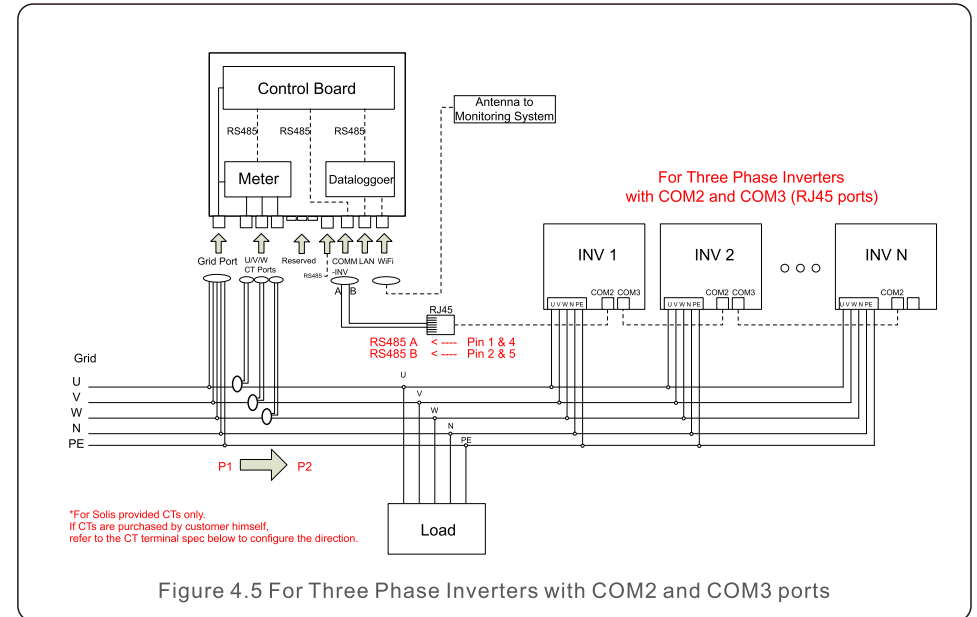 Control Board
Antenna to
Monitoring System
RS485
RS485
RS485
Meter
Dataloggoer
For Three Phase Inverters
with COM2 and COM3 (RJ45 ports)
INV 1
INV 2
INV N
Grid Port
U/V/W
CT Ports
Reserved
RS485
COMM
-INV
LAN
WiFi
A
B
COM2
COM3
COM2
COM3
COM2
U V W N PE
U V W N PE
U V W N PE
RJ45
RS485 A < ---- Pin 1 & 4
RS485 B < ---- Pin 2 & 5
Grid
U
V
W
N
PE
U
V
W
N
PE
P1
P2
Load
*For Solis provided CTs only.
If CTs are purchased by customer himself,
refer to the CT terminal spec below to configure the direction.
Figure 4.5 For Three Phase Inverters with COM2 and COM3 ports